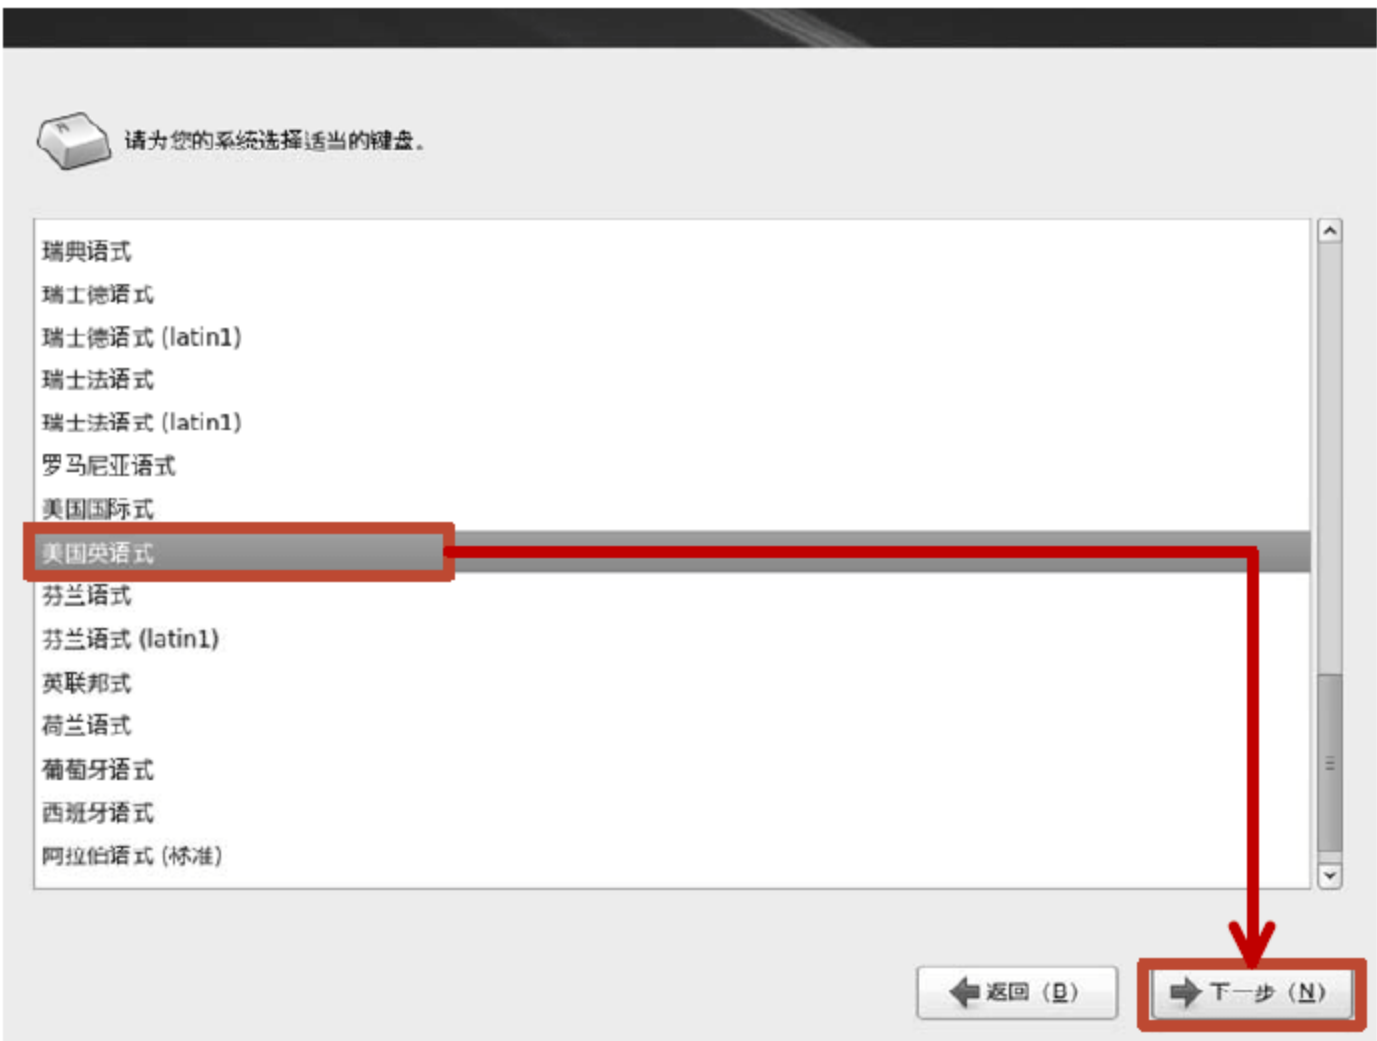 请为您的系统选择适当的键盘。
瑞典语式
瑞士德语式
瑞士德语式 (latin1)
瑞士法语式
瑞士法语式 (latin1)
罗马尼亚语式
美国国际式
美国英语式
芬兰语式
芬兰语式 (latin1)
英联邦式
荷兰语式
葡萄牙语式
西班牙语式
阿拉伯语式 (标准)
返回（B） 下一步（N）